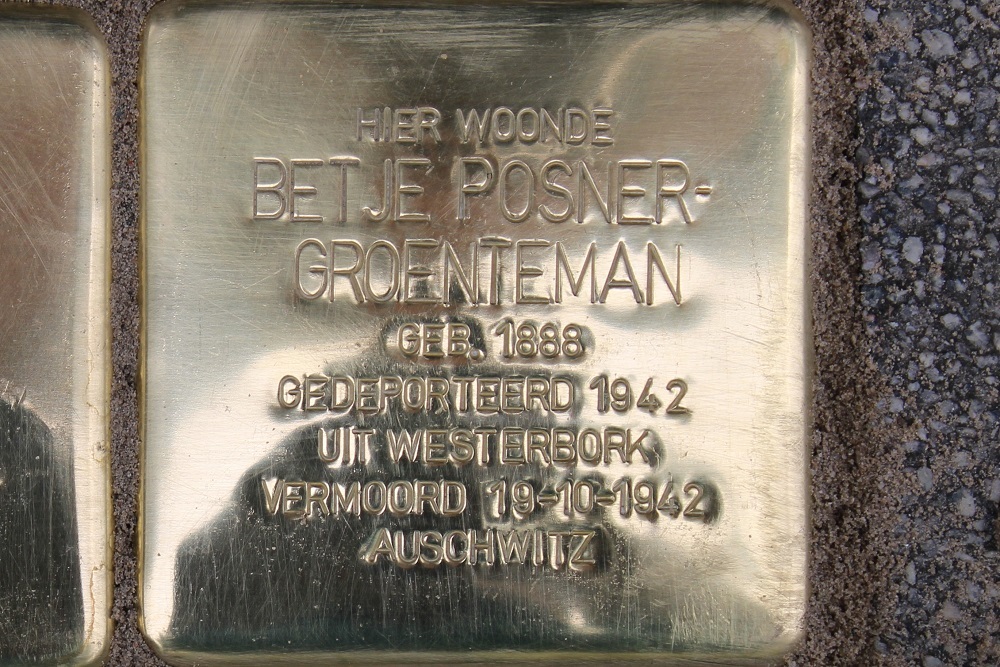 HIER WOONDE
BETJE POSNER-
GROENTEMAN
GEB. 1888
GEDEPORTEERD 1942
UIT WESTERBORK
VERMOORD 19-10-1942
AUSCHWITZ